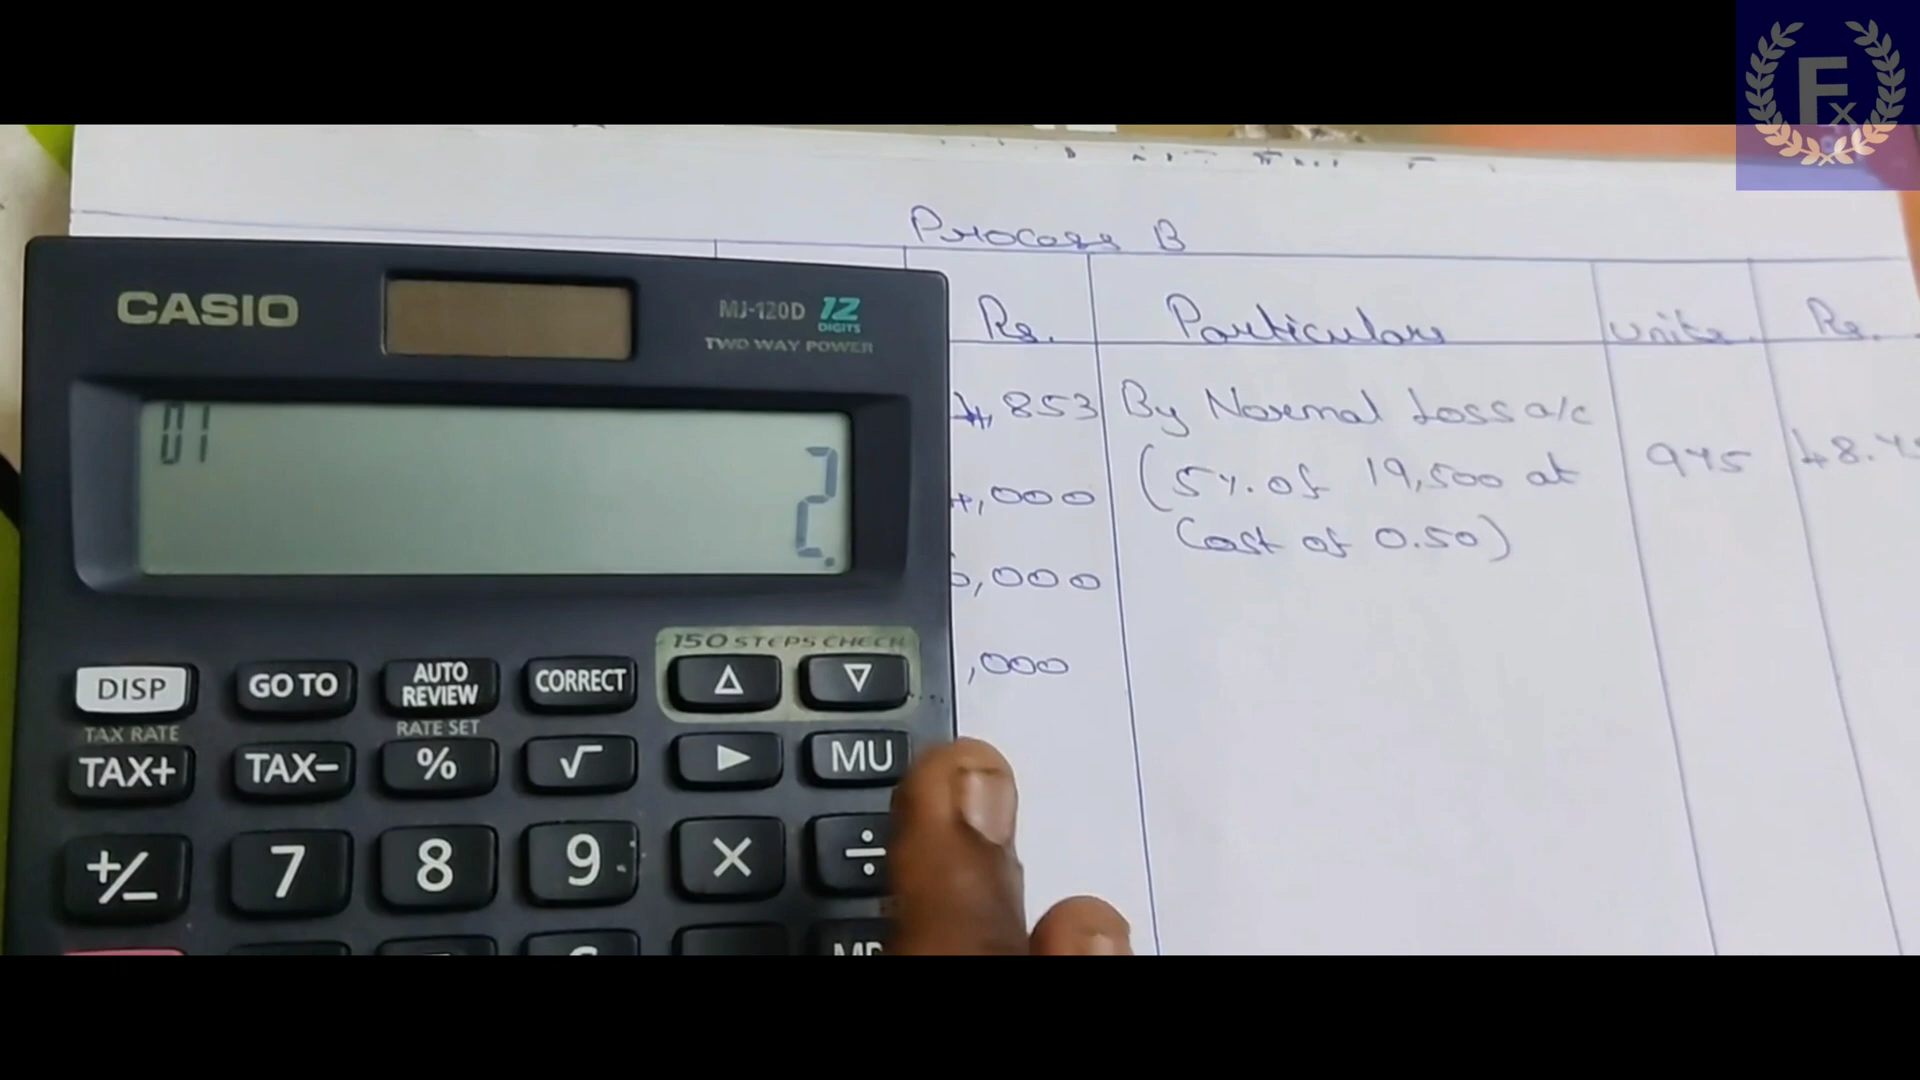 Fx
Process B
CASIO
MJ-120D 12
DIGITS
TWO WAY POWER
Rs. Particulars units Rs.
4,853 By Normal Loss a/c
(5% of 19,500 at 975
,000
Cost of 0.50)
,000
,000
01
2.
150 STEPS CHECK
DISP GO TO AUTO REVIEW CORRECT △ ▽
TAX RATE RATE SET
TAX+ TAX− % √ ▶ MU
+/− 7 8 9 × ÷